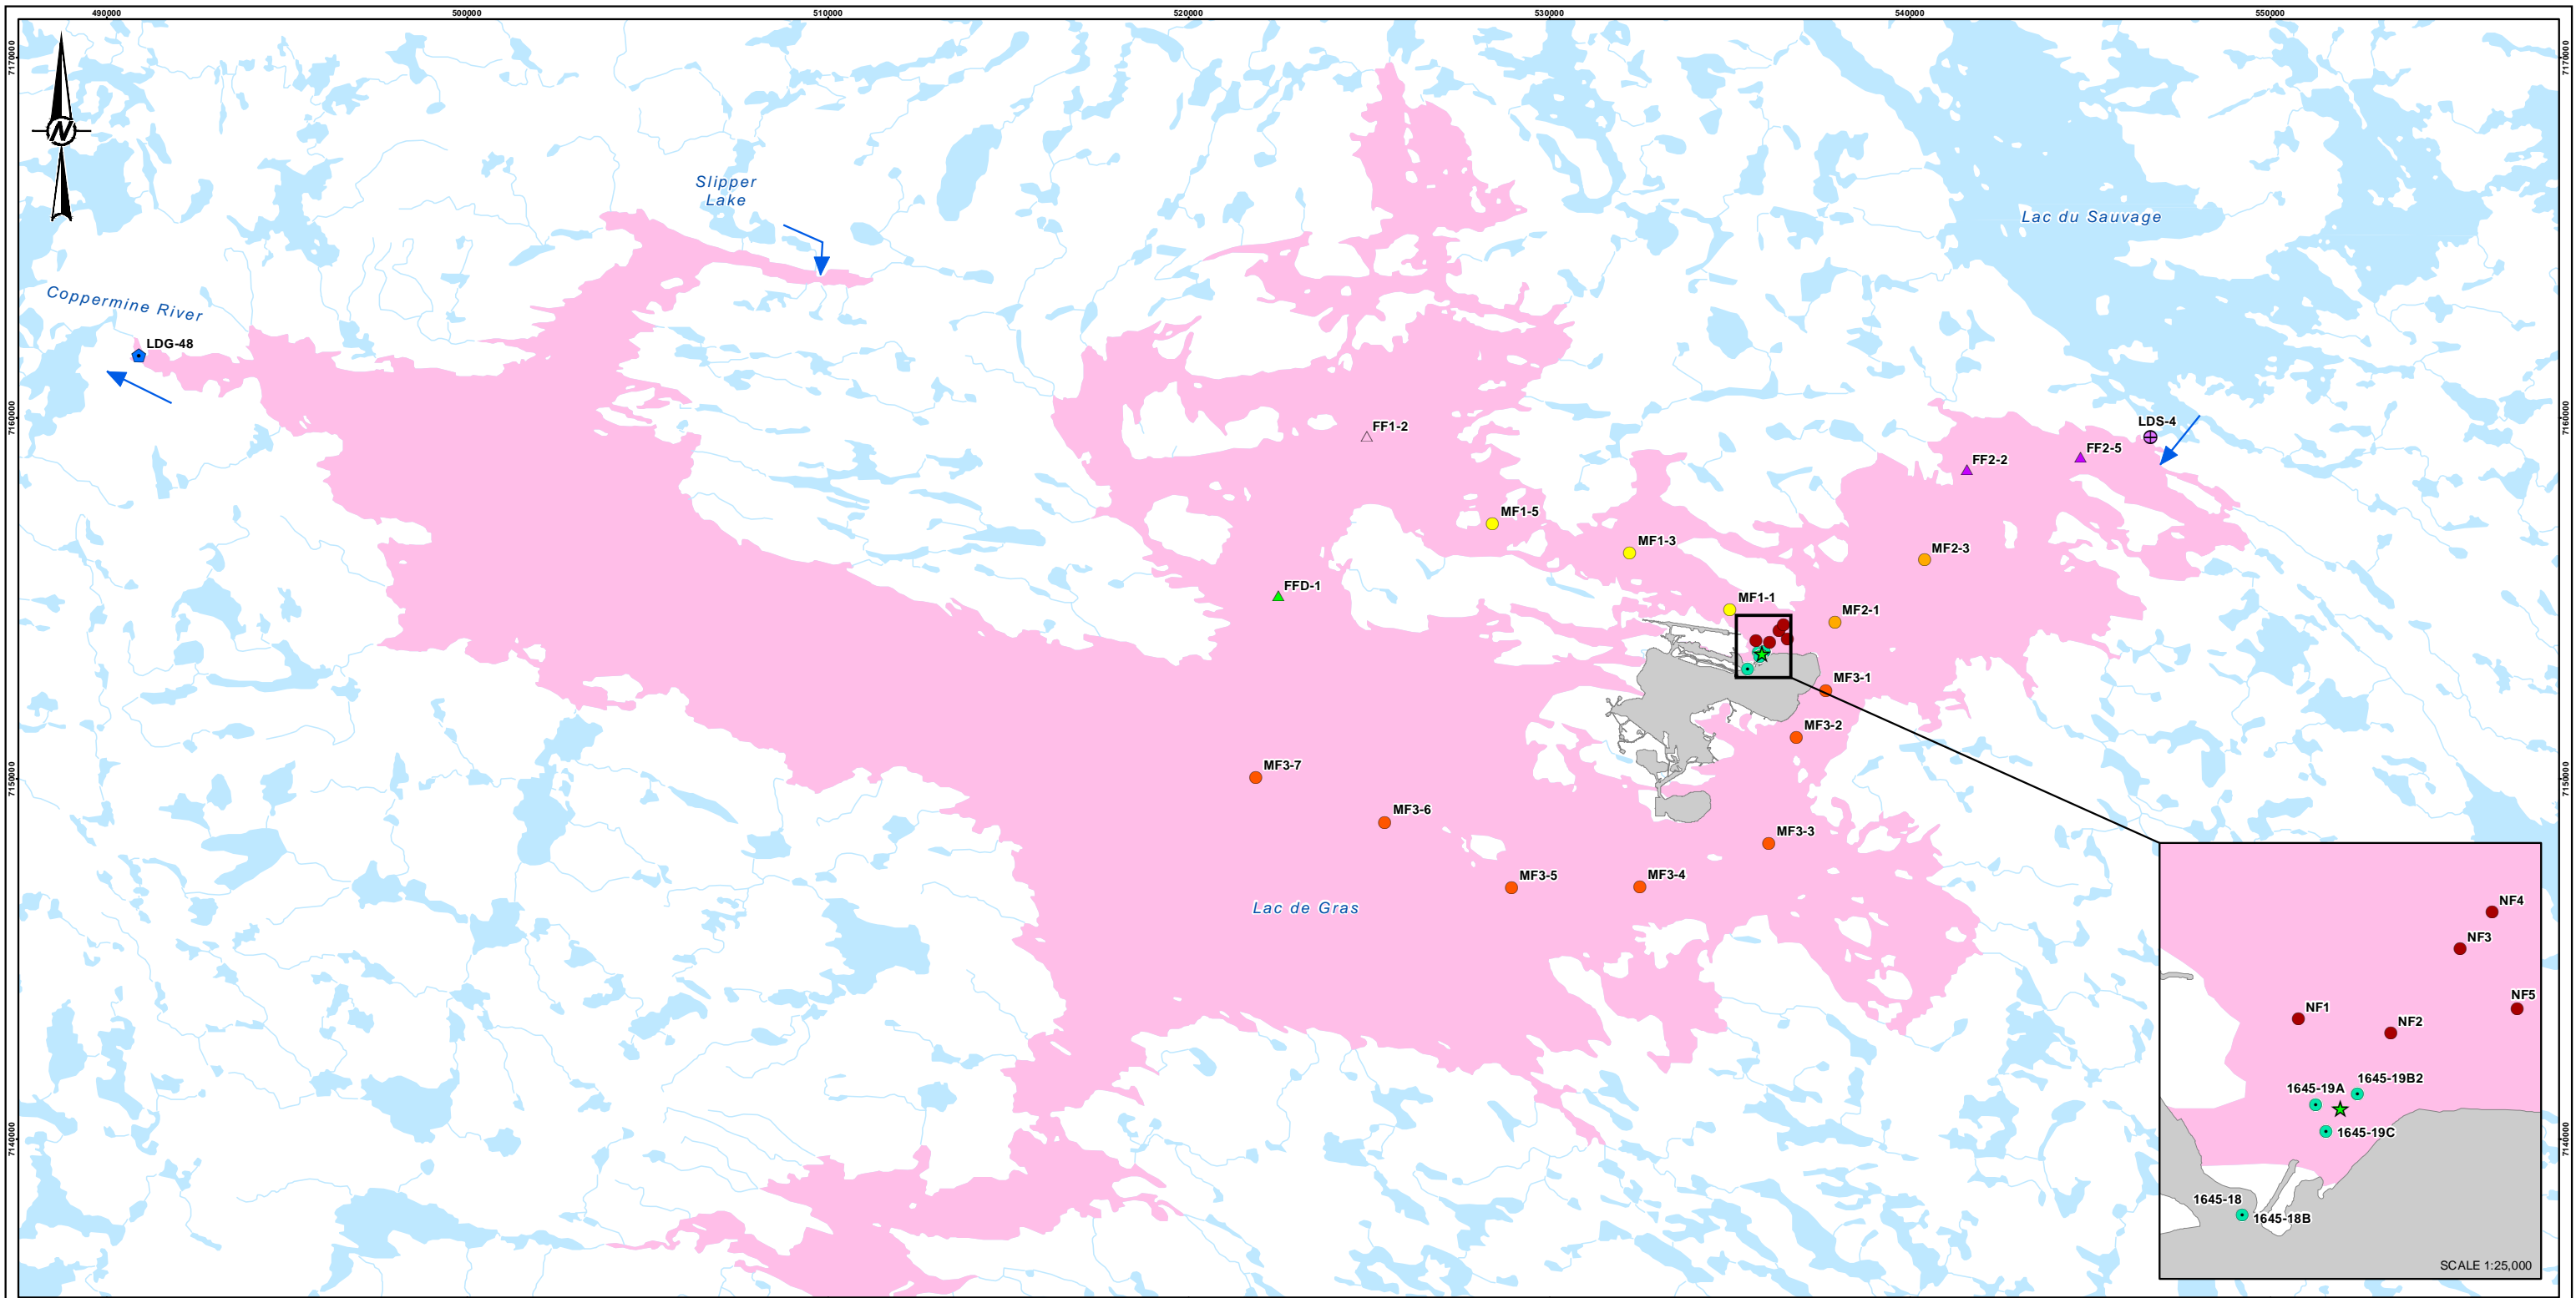 490000
500000
510000
520000
530000
540000
550000
7170000
7170000
N
Slipper
Lake
Lac du Sauvage
Coppermine River
LDG-48
7160000
7160000
FF1-2
LDS-4
FF2-5
FF2-2
MF1-5
MF1-3
MF2-3
FFD-1
MF1-1
MF2-1
MF3-1
MF3-2
7150000
7150000
MF3-7
MF3-6
MF3-3
MF3-5
MF3-4
Lac de Gras
NF4
NF3
NF5
NF1
NF2
1645-19B2
1645-19A
1645-19C
7140000
7140000
1645-18
1645-18B
SCALE 1:25,000